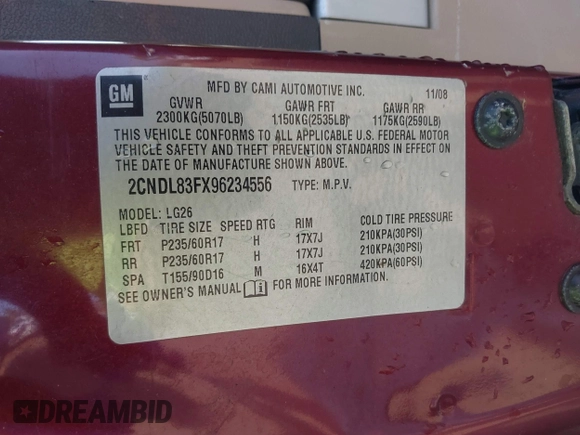 GM
MFD BY CAMI AUTOMOTIVE INC. 11/08
GVWR GAWR FRT GAWR RR
2300KG(5070LB) 1150KG(2535LB) 1175KG(2590LB)
THIS VEHICLE CONFORMS TO ALL APPLICABLE U.S. FEDERAL MOTOR
VEHICLE SAFETY AND THEFT PREVENTION STANDARDS IN EFFECT ON
THE DATE OF MANUFACTURE SHOWN ABOVE.
2CNDL83FX96234556 TYPE: M.P.V.
MODEL: LG26
LBFD TIRE SIZE SPEED RTG RIM COLD TIRE PRESSURE
FRT P235/60R17 H 17X7J 210KPA(30PSI)
RR P235/60R17 H 17X7J 210KPA(30PSI)
SPA T155/90D16 M 16X4T 420KPA(60PSI)
SEE OWNER'S MANUAL FOR MORE INFORMATION.
DREAMBID